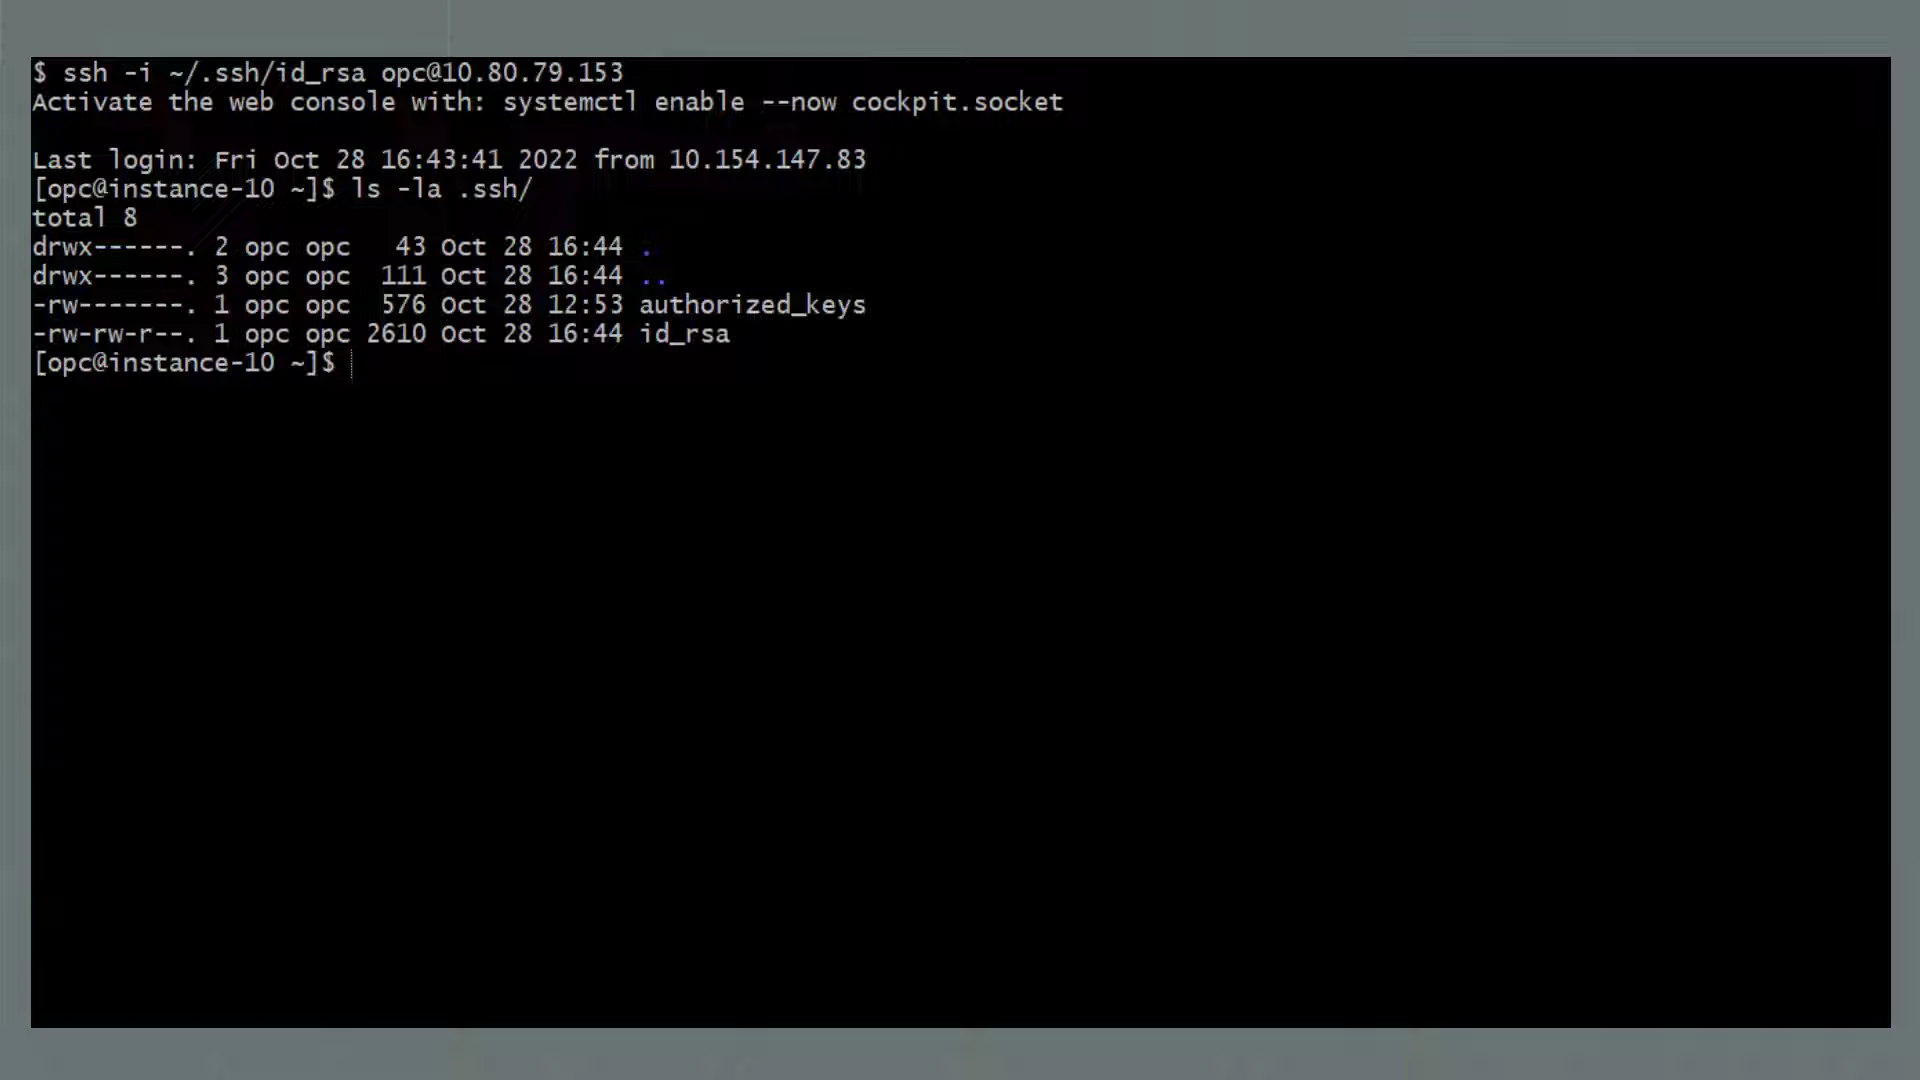 $ ssh -i ~/.ssh/id_rsa opc@10.80.79.153
Activate the web console with: systemctl enable --now cockpit.socket
Last login: Fri Oct 28 16:43:41 2022 from 10.154.147.83
[opc@instance-10 ~]$ ls -la .ssh/
total 8
drwx------. 2 opc opc   43 Oct 28 16:44 .
drwx------. 3 opc opc  111 Oct 28 16:44 ..
-rw-------. 1 opc opc  576 Oct 28 12:53 authorized_keys
-rw-rw-r--. 1 opc opc 2610 Oct 28 16:44 id_rsa
[opc@instance-10 ~]$